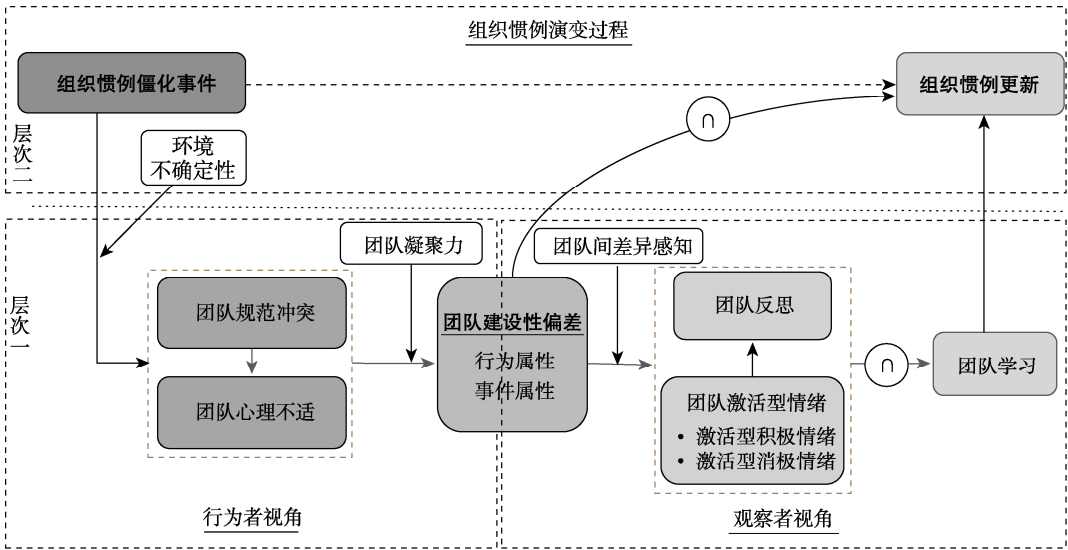 组织惯例演变过程
组织惯例僵化事件
组织惯例更新
∩
层次二
环境
不确定性
团队凝聚力
团队间差异感知
层次一
团队规范冲突
团队心理不适
团队建设性偏差
行为属性
事件属性
团队反思
团队激活型情绪
• 激活型积极情绪
• 激活型消极情绪
∩
团队学习
行为者视角
观察者视角